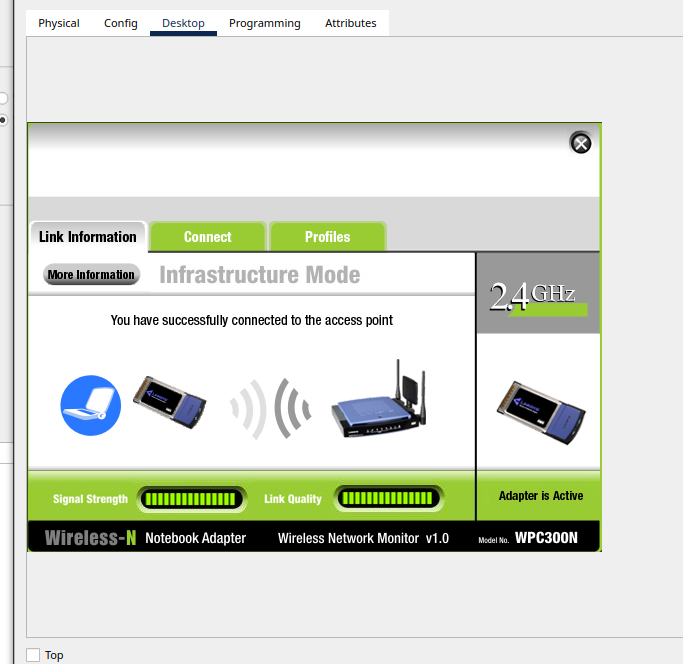 Physical Config Desktop Programming Attributes
Link Information Connect Profiles
More Information Infrastructure Mode
2.4GHz
You have successfully connected to the access point
Signal Strength Link Quality Adapter is Active
Wireless-N Notebook Adapter Wireless Network Monitor v1.0 Model No. WPC300N
Top